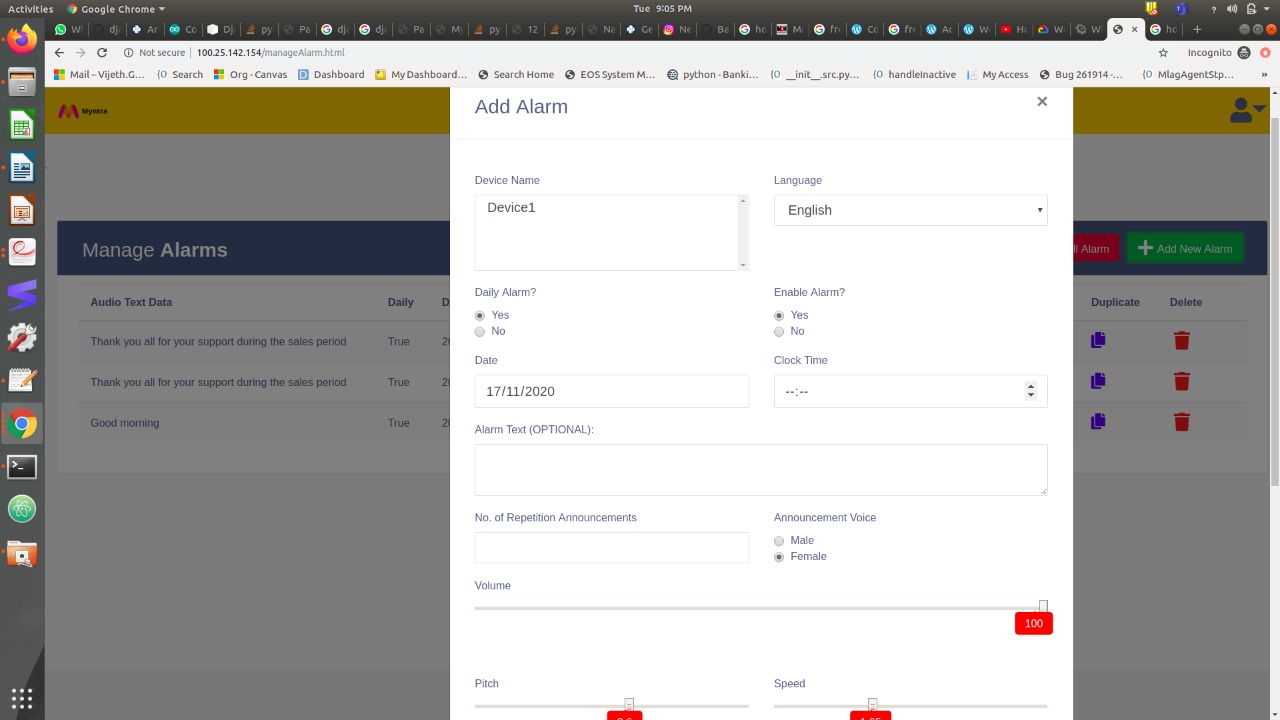 Activities Google Chrome Tue 9:05 PM
Not secure 100.25.142.154/manageAlarm.html Incognito
Mail – Vijeth.G… Search Org - Canvas Dashboard My Dashboard… Search Home EOS System M… python - Banki… __init__.src.py… handleInactive My Access Bug 261914 -… MlagAgentStp… »
Myntra
Add Alarm ×
Device Name Language
Device1 English
Manage Alarms
l Alarm Add New Alarm
Daily Alarm? Enable Alarm?
Audio Text Data Daily D Duplicate Delete
Yes Yes
No No
Thank you all for your support during the sales period True 20
Date Clock Time
Thank you all for your support during the sales period True 20
17/11/2020 --:--
Good morning True 20
Alarm Text (OPTIONAL):
No. of Repetition Announcements Announcement Voice
Male
Female
Volume
100
Pitch Speed